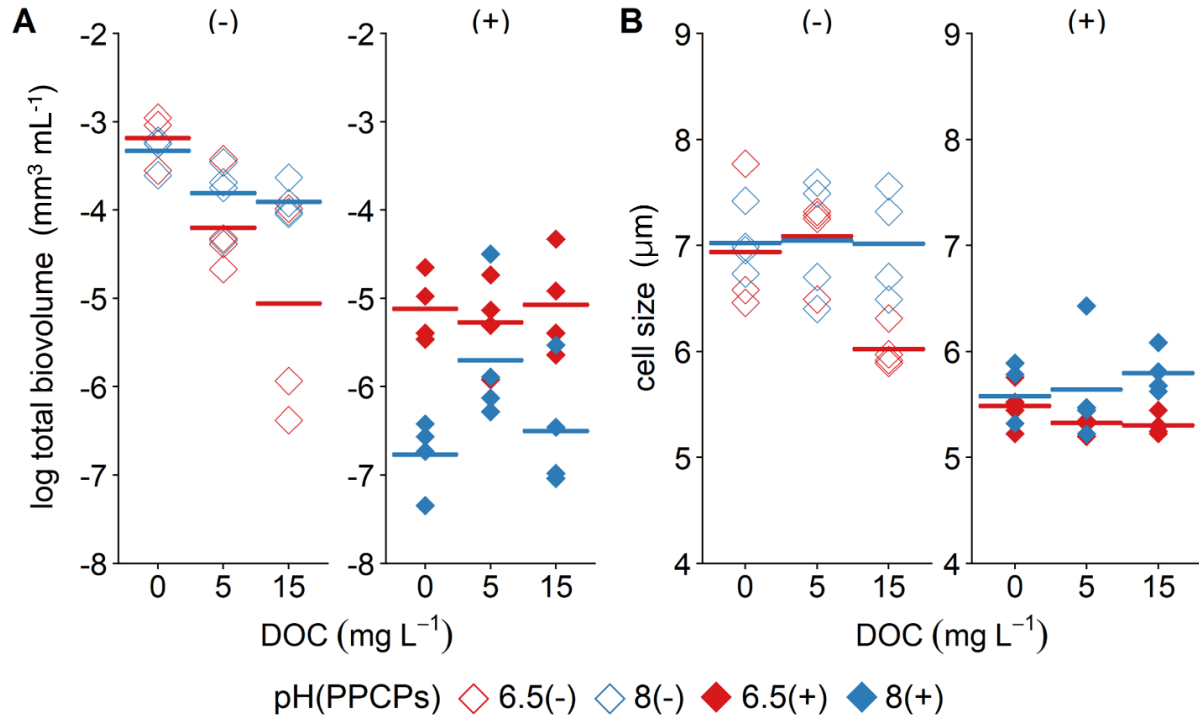 A
(-)
(+)
B
(-)
(+)
log total biovolume (mm³ mL⁻¹)
-2
-3
-4
-5
-6
-7
-8
-2
-3
-4
-5
-6
-7
-8
cell size (µm)
9
8
7
6
5
4
9
8
7
6
5
4
0 5 15
0 5 15
0 5 15
0 5 15
DOC (mg L⁻¹)
DOC (mg L⁻¹)
pH(PPCPs) 6.5(-) 8(-) 6.5(+) 8(+)